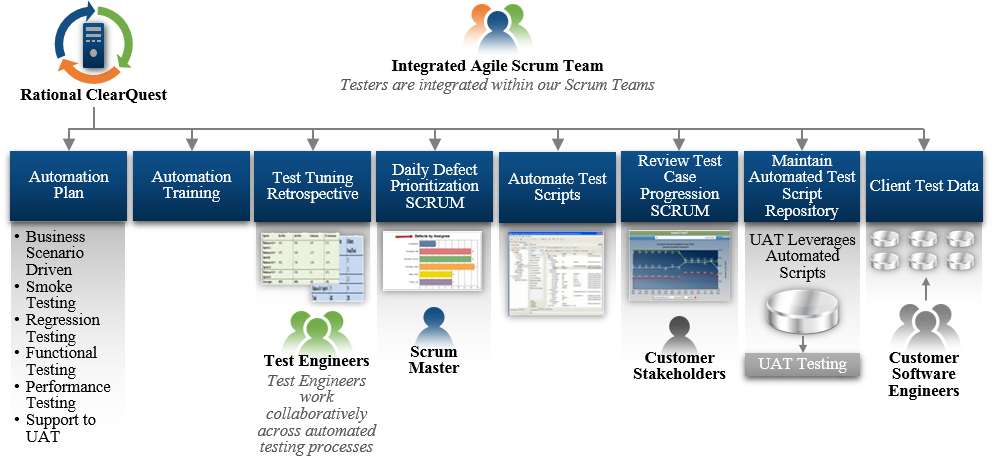 Rational ClearQuest
Integrated Agile Scrum Team
Testers are integrated within our Scrum Teams
Automation
Plan
Automation
Training
Test Tuning
Retrospective
Daily Defect
Prioritization
SCRUM
Automate Test
Scripts
Review Test
Case
Progression
SCRUM
Maintain
Automated Test
Script
Repository
Client Test Data
• Business
Scenario
Driven
• Smoke
Testing
• Regression
Testing
• Functional
Testing
• Performance
Testing
• Support to
UAT
Test Engineers
Test Engineers
work
collaboratively
across automated
testing processes
Defects by Assignee
Scrum
Master
Customer
Stakeholders
UAT Leverages
Automated
Scripts
UAT Testing
Customer
Software
Engineers